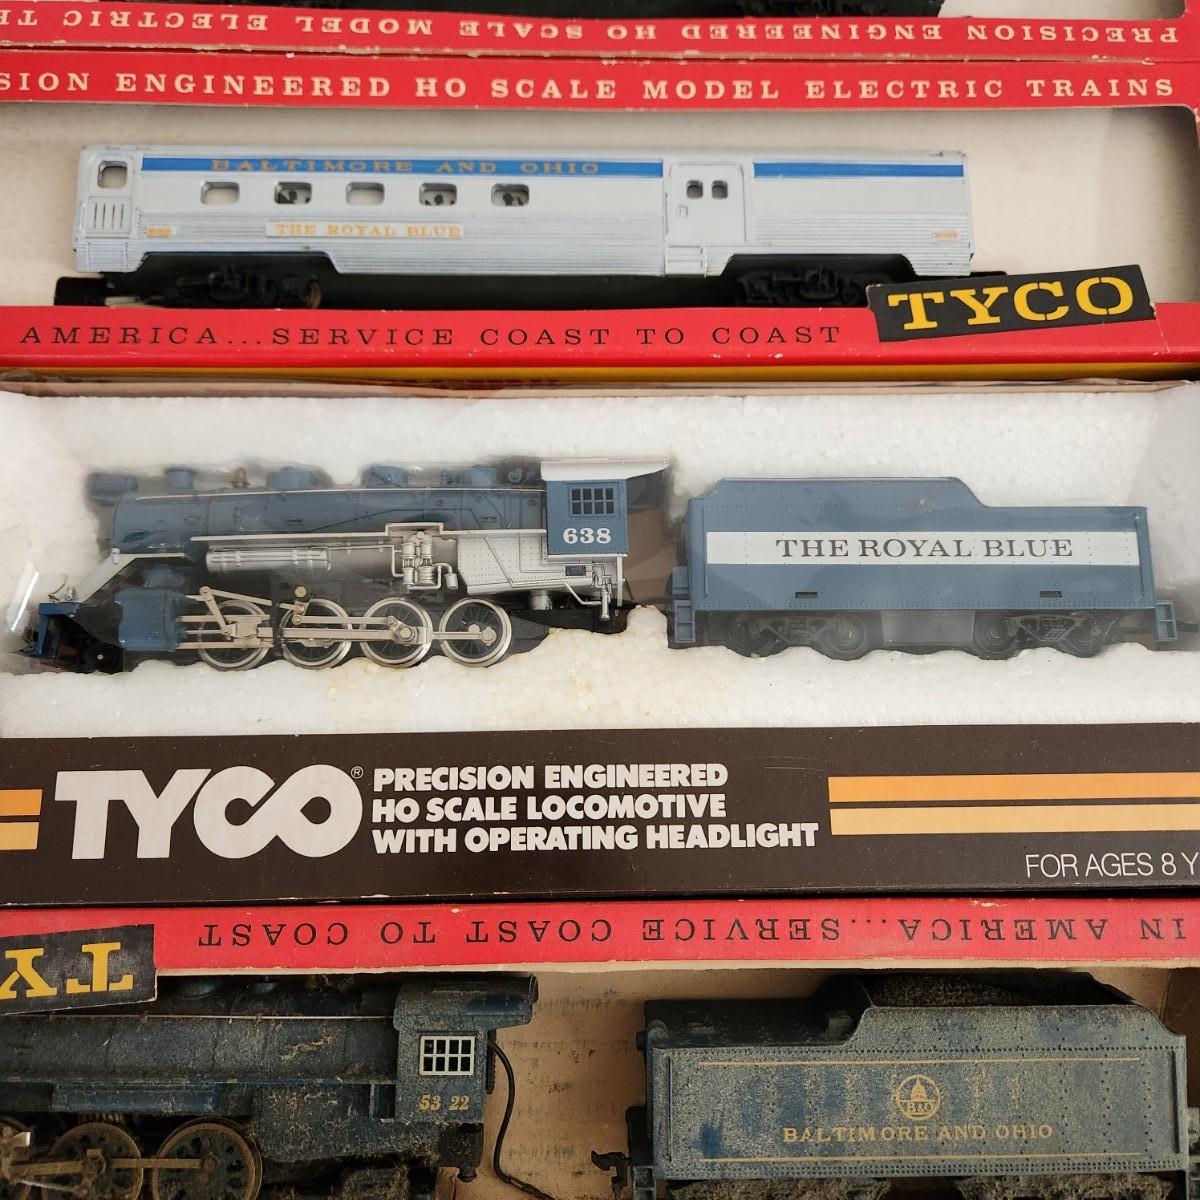 PRECISION ENGINEERED HO SCALE MODEL ELECTRIC T
SION ENGINEERED HO SCALE MODEL ELECTRIC TRAINS
BALTIMORE AND OHIO
THE ROYAL BLUE
TYCO
AMERICA...SERVICE COAST TO COAST
638
THE ROYAL BLUE
TYCO®
PRECISION ENGINEERED
HO SCALE LOCOMOTIVE
WITH OPERATING HEADLIGHT
FOR AGES 8 Y
IN AMERICA...SERVICE COAST TO COAST
TY
5322
B&O
BALTIMORE AND OHIO